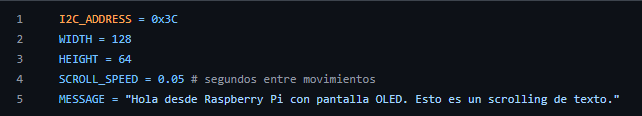 1 I2C_ADDRESS = 0x3C
2 WIDTH = 128
3 HEIGHT = 64
4 SCROLL_SPEED = 0.05 # segundos entre movimientos
5 MESSAGE = "Hola desde Raspberry Pi con pantalla OLED. Esto es un scrolling de texto."